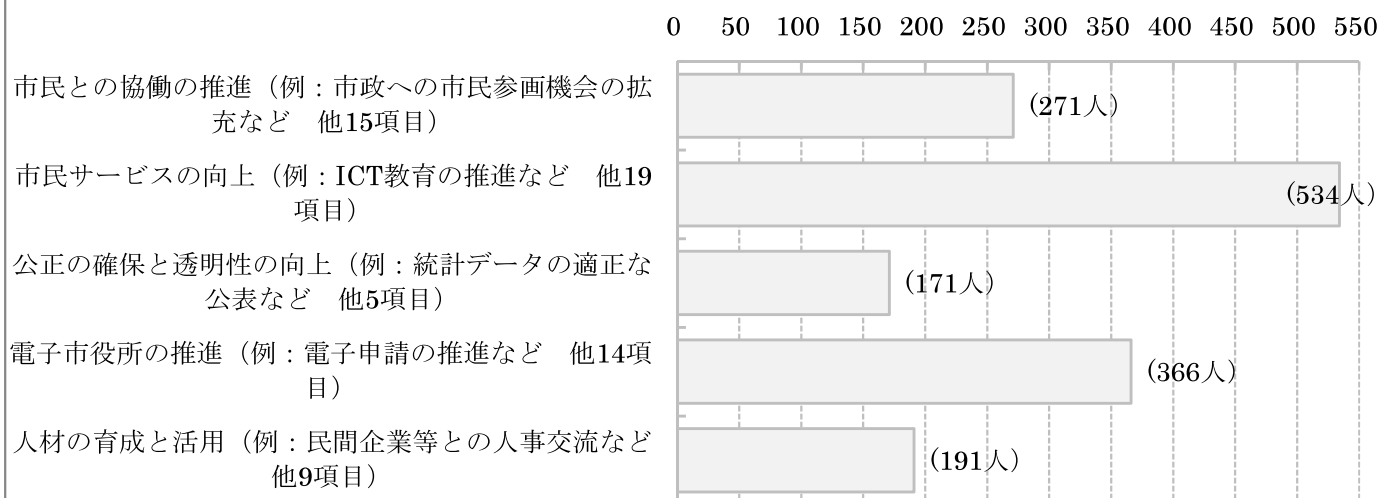 0 50 100 150 200 250 300 350 400 450 500 550
市民との協働の推進（例：市政への市民参画機会の拡
充など　他15項目）
(271人)
市民サービスの向上（例：ICT教育の推進など　他19
項目）
(534人)
公正の確保と透明性の向上（例：統計データの適正な
公表など　他5項目）
(171人)
電子市役所の推進（例：電子申請の推進など　他14項
目）
(366人)
人材の育成と活用（例：民間企業等との人事交流など
他9項目）
(191人)